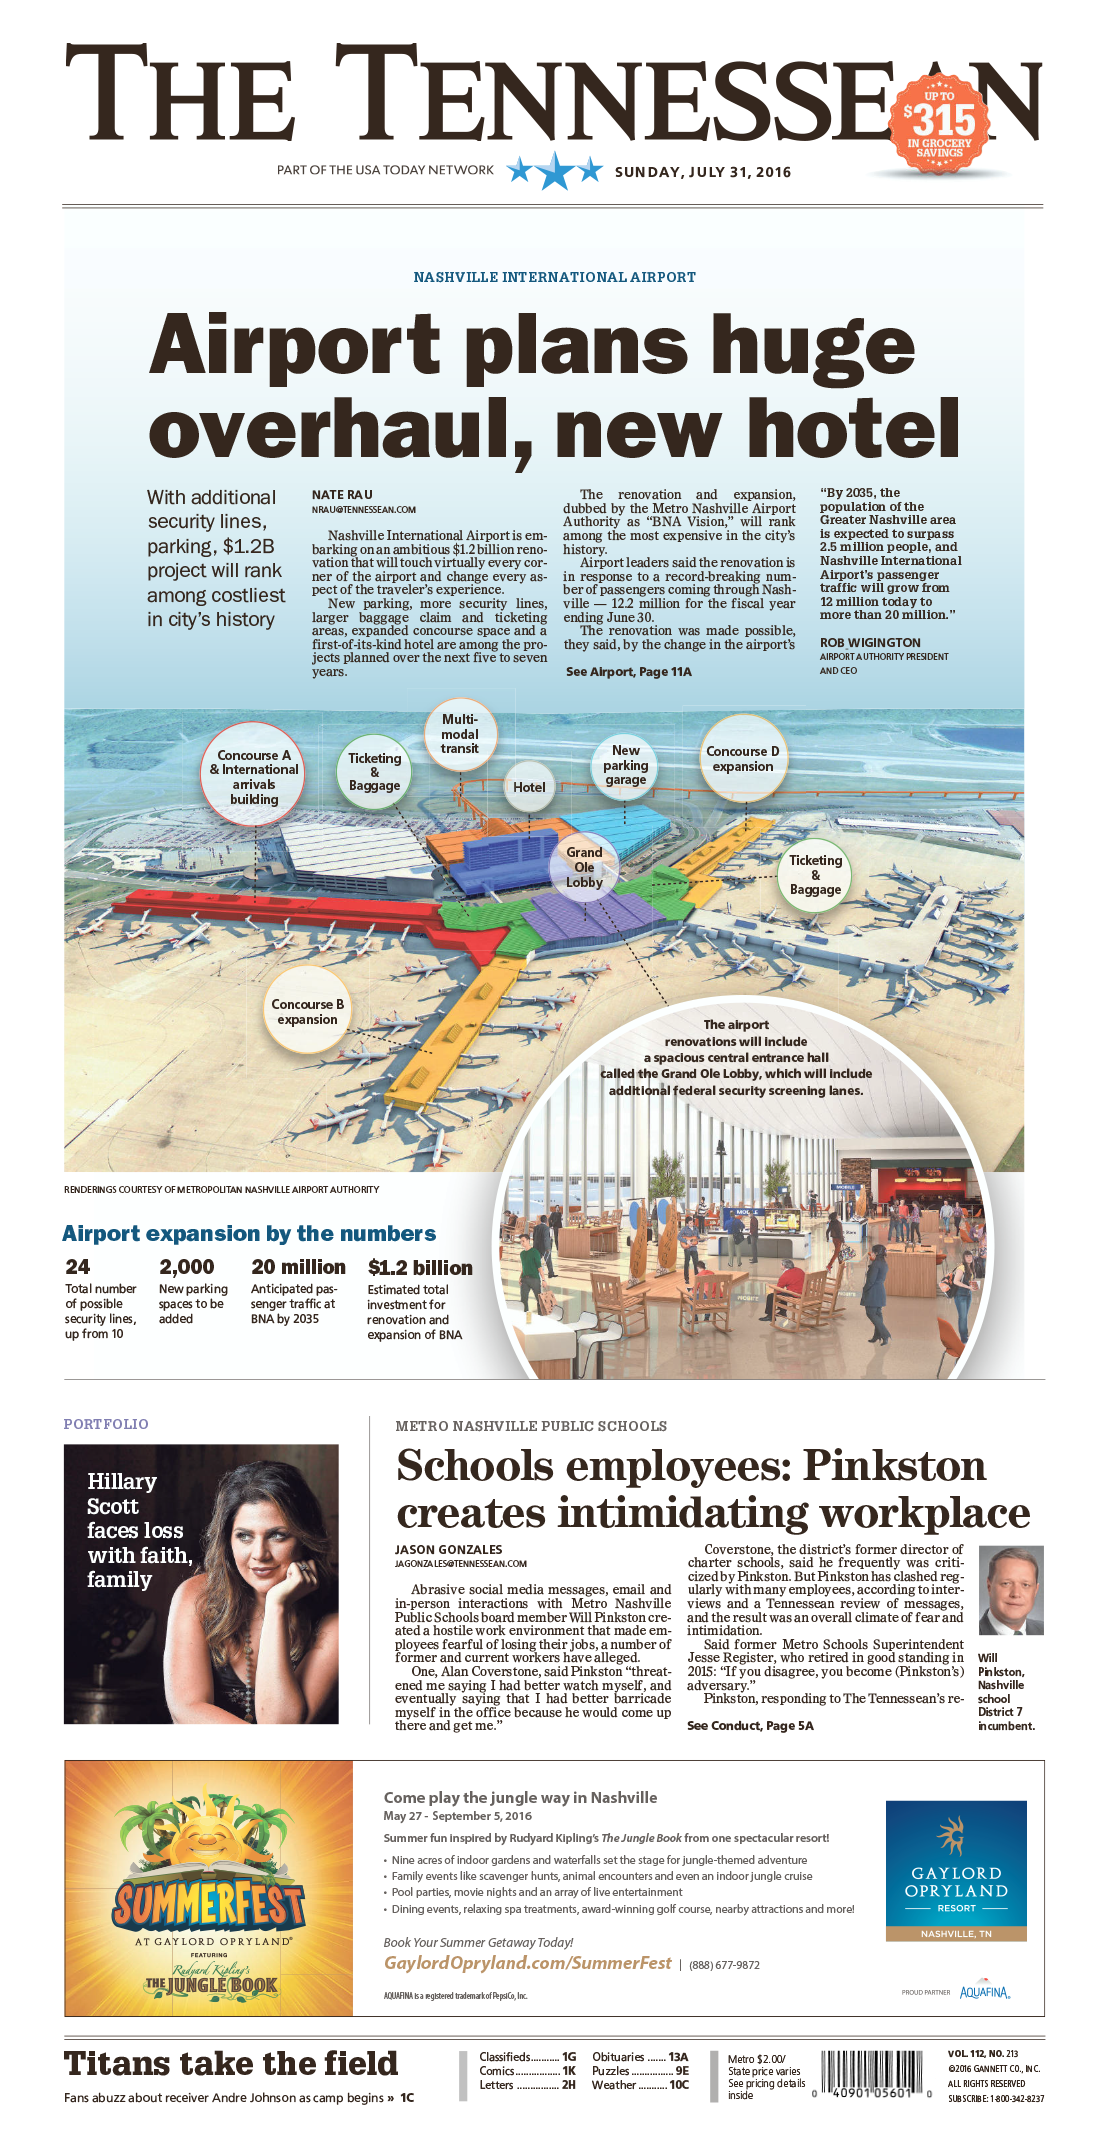 THE TENNESSEAN
UP TO
$315
IN GROCERY
SAVINGS
PART OF THE USA TODAY NETWORK
SUNDAY, JULY 31, 2016
NASHVILLE INTERNATIONAL AIRPORT
Airport plans huge
overhaul, new hotel
With additional
security lines,
parking, $1.2B
project will rank
among costliest
in city's history
NATE RAU
NRAU@TENNESSEAN.COM
Nashville International Airport is em-
barking on an ambitious $1.2 billion reno-
vation that will touch virtually every cor-
ner of the airport and change every as-
pect of the traveler's experience.
New parking, more security lines,
larger baggage claim and ticketing
areas, expanded concourse space and a
first-of-its-kind hotel are among the pro-
jects planned over the next five to seven
years.
The renovation and expansion,
dubbed by the Metro Nashville Airport
Authority as “BNA Vision,” will rank
among the most expensive in the city's
history.
Airport leaders said the renovation is
in response to a record-breaking num-
ber of passengers coming through Nash-
ville — 12.2 million for the fiscal year
ending June 30.
The renovation was made possible,
they said, by the change in the airport's
See Airport, Page 11A
“By 2035, the
population of the
Greater Nashville area
is expected to surpass
2.5 million people, and
Nashville International
Airport's passenger
traffic will grow from
12 million today to
more than 20 million.”
ROB WIGINGTON
AIRPORT AUTHORITY PRESIDENT
AND CEO
Concourse A
& International
arrivals
building
Ticketing
&
Baggage
Multi-
modal
transit
Hotel
New
parking
garage
Concourse D
expansion
Grand
Ole
Lobby
Ticketing
&
Baggage
Concourse B
expansion
The airport
renovations will include
a spacious central entrance hall
called the Grand Ole Lobby, which will include
additional federal security screening lanes.
MOBILE
RENDERINGS COURTESY OF METROPOLITAN NASHVILLE AIRPORT AUTHORITY
Airport expansion by the numbers
24
Total number
of possible
security lines,
up from 10
2,000
New parking
spaces to be
added
20 million
Anticipated pas-
senger traffic at
BNA by 2035
$1.2 billion
Estimated total
investment for
renovation and
expansion of BNA
PORTFOLIO
Hillary
Scott
faces loss
with faith,
family
METRO NASHVILLE PUBLIC SCHOOLS
Schools employees: Pinkston
creates intimidating workplace
JASON GONZALES
JAGONZALES@TENNESSEAN.COM
Abrasive social media messages, email and
in-person interactions with Metro Nashville
Public Schools board member Will Pinkston cre-
ated a hostile work environment that made em-
ployees fearful of losing their jobs, a number of
former and current workers have alleged.
One, Alan Coverstone, said Pinkston “threat-
ened me saying I had better watch myself, and
eventually saying that I had better barricade
myself in the office because he would come up
there and get me.”
Coverstone, the district's former director of
charter schools, said he frequently was criti-
cized by Pinkston. But Pinkston has clashed reg-
ularly with many employees, according to inter-
views and a Tennessean review of messages,
and the result was an overall climate of fear and
intimidation.
Said former Metro Schools Superintendent
Jesse Register, who retired in good standing in
2015: “If you disagree, you become (Pinkston's)
adversary.”
Pinkston, responding to The Tennessean's re-
See Conduct, Page 5A
Will
Pinkston,
Nashville
school
District 7
incumbent.
SUMMERFEST
AT GAYLORD OPRYLAND®
FEATURING
Rudyard Kipling's
THE JUNGLE BOOK
Come play the jungle way in Nashville
May 27 - September 5, 2016
Summer fun inspired by Rudyard Kipling's The Jungle Book from one spectacular resort!
• Nine acres of indoor gardens and waterfalls set the stage for jungle-themed adventure
• Family events like scavenger hunts, animal encounters and even an indoor jungle cruise
• Pool parties, movie nights and an array of live entertainment
• Dining events, relaxing spa treatments, award-winning golf course, nearby attractions and more!
Book Your Summer Getaway Today!
GaylordOpryland.com/SummerFest | (888) 677-9872
AQUAFINA is a registered trademark of PepsiCo, Inc.
GAYLORD
OPRYLAND
RESORT
NASHVILLE, TN
PROUD PARTNER
AQUAFINA®
Titans take the field
Fans abuzz about receiver Andre Johnson as camp begins » 1C
Classifieds........... 1G
Comics................. 1K
Letters ................. 2H
Obituaries ....... 13A
Puzzles ................ 9E
Weather ........... 10C
Metro $2.00/
State price varies
See pricing details
inside
0 40901 05601 0
VOL. 112, NO. 213
©2016 GANNETT CO., INC.
ALL RIGHTS RESERVED
SUBSCRIBE: 1-800-342-8237